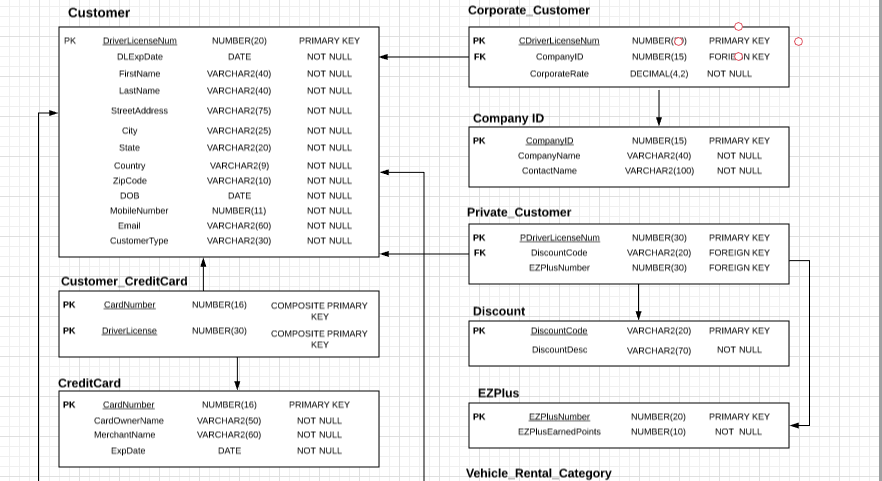 Customer
PK DriverLicenseNum NUMBER(20) PRIMARY KEY
DLExpDate DATE NOT NULL
FirstName VARCHAR2(40) NOT NULL
LastName VARCHAR2(40) NOT NULL
StreetAddress VARCHAR2(75) NOT NULL
City VARCHAR2(25) NOT NULL
State VARCHAR2(20) NOT NULL
Country VARCHAR2(9) NOT NULL
ZipCode VARCHAR2(10) NOT NULL
DOB DATE NOT NULL
MobileNumber NUMBER(11) NOT NULL
Email VARCHAR2(60) NOT NULL
CustomerType VARCHAR2(30) NOT NULL
Customer_CreditCard
PK CardNumber NUMBER(16) COMPOSITE PRIMARY
KEY
PK DriverLicense NUMBER(30) COMPOSITE PRIMARY
KEY
CreditCard
PK CardNumber NUMBER(16) PRIMARY KEY
CardOwnerName VARCHAR2(50) NOT NULL
MerchantName VARCHAR2(60) NOT NULL
ExpDate DATE NOT NULL
Corporate_Customer
PK CDriverLicenseNum PRIMARY KEY
FK CompanyID NUMBER(15) FOREIGN KEY
CorporateRate DECIMAL(4,2) NOT NULL
Company ID
PK CompanyID NUMBER(15) PRIMARY KEY
CompanyName VARCHAR2(40) NOT NULL
ContactName VARCHAR2(100) NOT NULL
Private_Customer
PK PDriverLicenseNum NUMBER(30) PRIMARY KEY
FK DiscountCode VARCHAR2(20) FOREIGN KEY
EZPlusNumber NUMBER(30) FOREIGN KEY
Discount
PK DiscountCode VARCHAR2(20) PRIMARY KEY
DiscountDesc VARCHAR2(70) NOT NULL
EZPlus
PK EZPlusNumber NUMBER(20) PRIMARY KEY
EZPlusEarnedPoints NUMBER(10) NOT NULL
Vehicle_Rental_Category